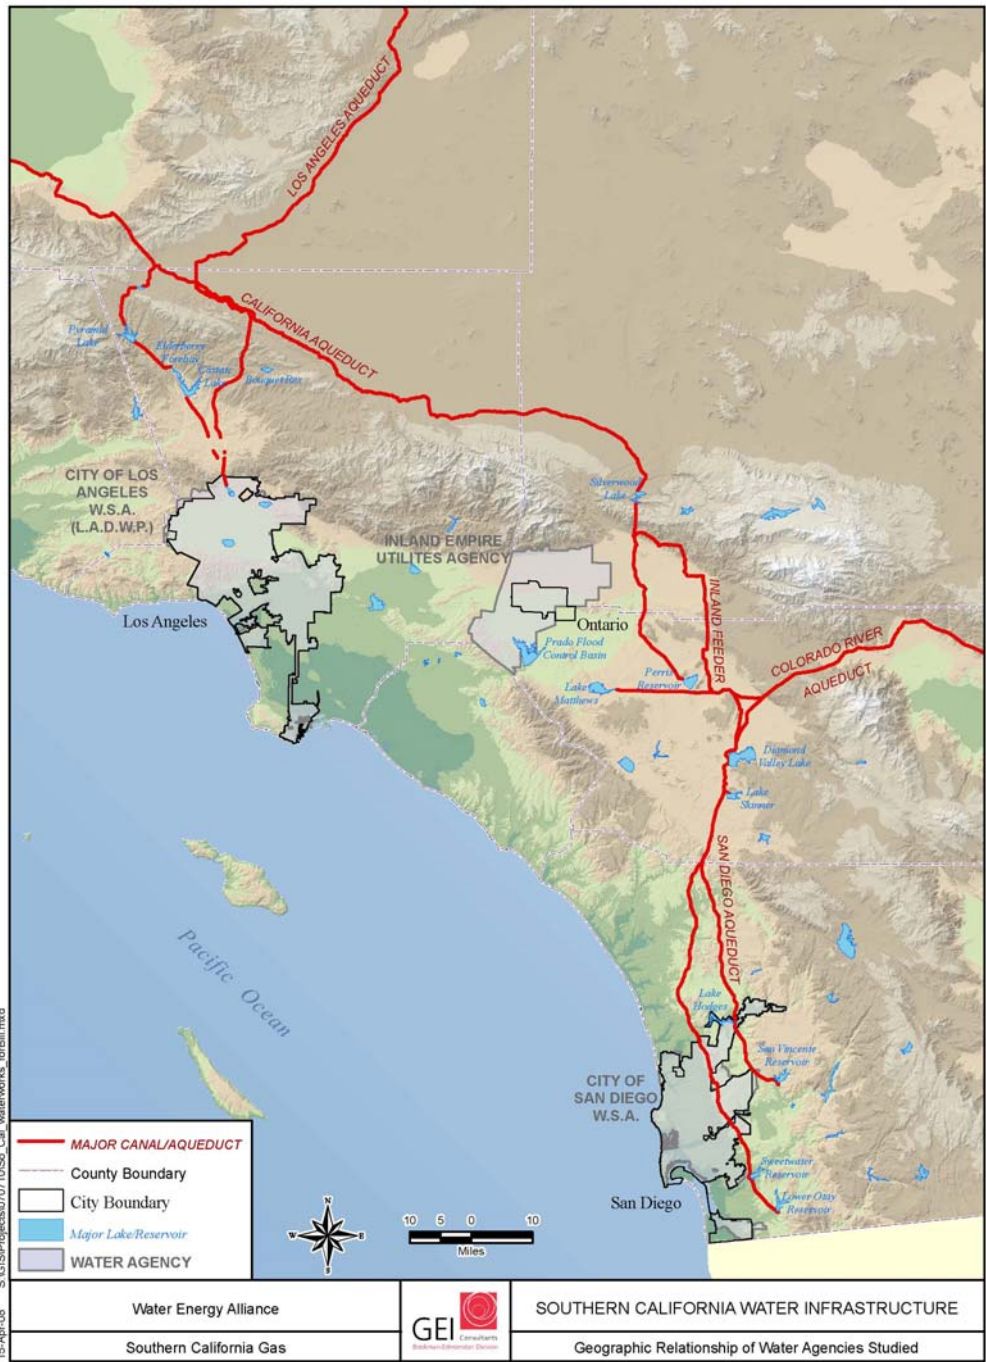 LOS ANGELES AQUEDUCT
CALIFORNIA AQUEDUCT
Pyramid
Lake
Elderberry
Forebay
Castaic
Lake
Bouquet Res
CITY OF LOS
ANGELES
W.S.A.
(L.A.D.W.P.)
Silverwood
Lake
INLAND EMPIRE
UTILITES AGENCY
Los Angeles
Ontario
Prado Flood
Control Basin
INLAND FEEDER
COLORADO RIVER
AQUEDUCT
Perris
Reservoir
Lake
Matthews
Diamond
Valley Lake
Lake
Skinner
SAN DIEGO AQUEDUCT
Pacific Ocean
Lake
Hodges
San Vincente
Reservoir
CITY OF
SAN DIEGO
W.S.A.
Sweetwater
Reservoir
San Diego
Lower Otay
Reservoir
MAJOR CANAL/AQUEDUCT
County Boundary
City Boundary
Major Lake/Reservoir
WATER AGENCY
N
W E
S
10 5 0 10
Miles
15-Apr-08
Water Energy Alliance
Southern California Gas
GEI Consultants
SOUTHERN CALIFORNIA WATER INFRASTRUCTURE
Geographic Relationship of Water Agencies Studied